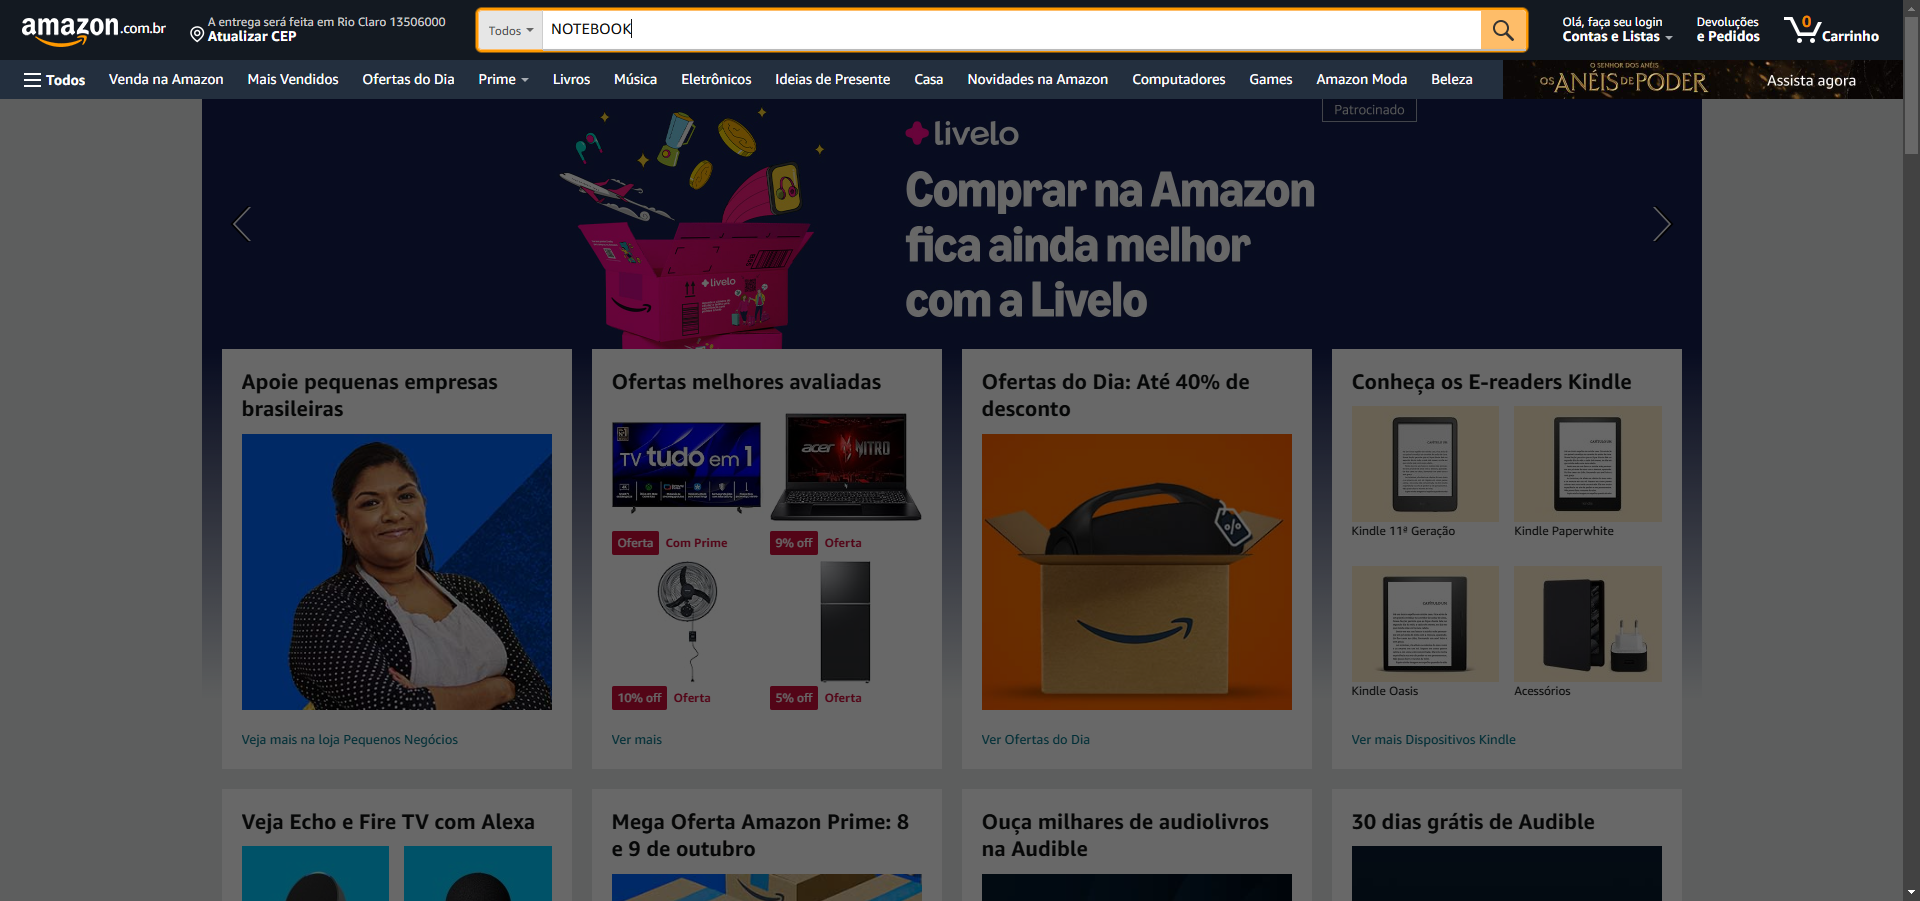 amazon.com.br
A entrega será feita em Rio Claro 13506000
Atualizar CEP
Todos
NOTEBOOK
Olá, faça seu login
Contas e Listas
Devoluções
e Pedidos
0
Carrinho
Todos
Venda na Amazon
Mais Vendidos
Ofertas do Dia
Prime
Livros
Música
Eletrônicos
Ideias de Presente
Casa
Novidades na Amazon
Computadores
Games
Amazon Moda
Beleza
O SENHOR DOS ANÉIS
OS ANÉIS DE PODER
Assista agora
Patrocinado
livelo
Comprar na Amazon
fica ainda melhor
com a Livelo
livelo
Apoie pequenas empresas
brasileiras
Veja mais na loja Pequenos Negócios
Ofertas melhores avaliadas
TV tudo em 1
acer NITRO
Oferta Com Prime
9% off Oferta
10% off Oferta
5% off Oferta
Ver mais
Ofertas do Dia: Até 40% de
desconto
%
Ver Ofertas do Dia
Conheça os E-readers Kindle
Kindle 11ª Geração
Kindle Paperwhite
Kindle Oasis
Acessórios
Ver mais Dispositivos Kindle
Veja Echo e Fire TV com Alexa
Mega Oferta Amazon Prime: 8
e 9 de outubro
Ouça milhares de audiolivros
na Audible
30 dias grátis de Audible